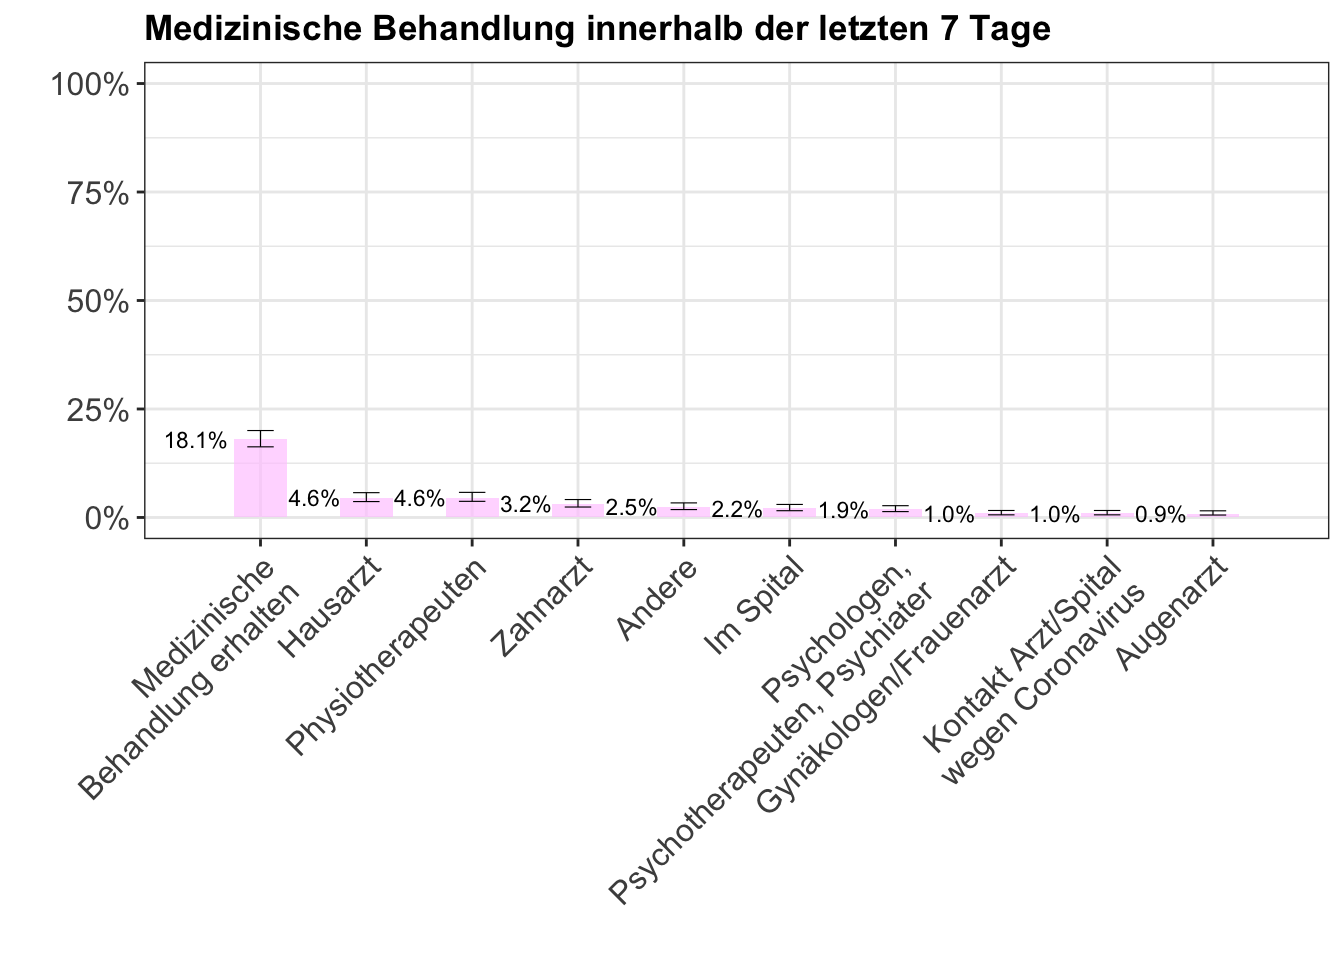 Medizinische Behandlung innerhalb der letzten 7 Tage
100%
75%
50%
25%
0%
18.1%
4.6%
4.6%
3.2%
2.5%
2.2%
1.9%
1.0%
1.0%
0.9%
Medizinische
Behandlung erhalten
Hausarzt
Physiotherapeuten
Zahnarzt
Andere
Im Spital
Psychologen,
Psychotherapeuten, Psychiater
Gynäkologen/Frauenarzt
Kontakt Arzt/Spital
wegen Coronavirus
Augenarzt